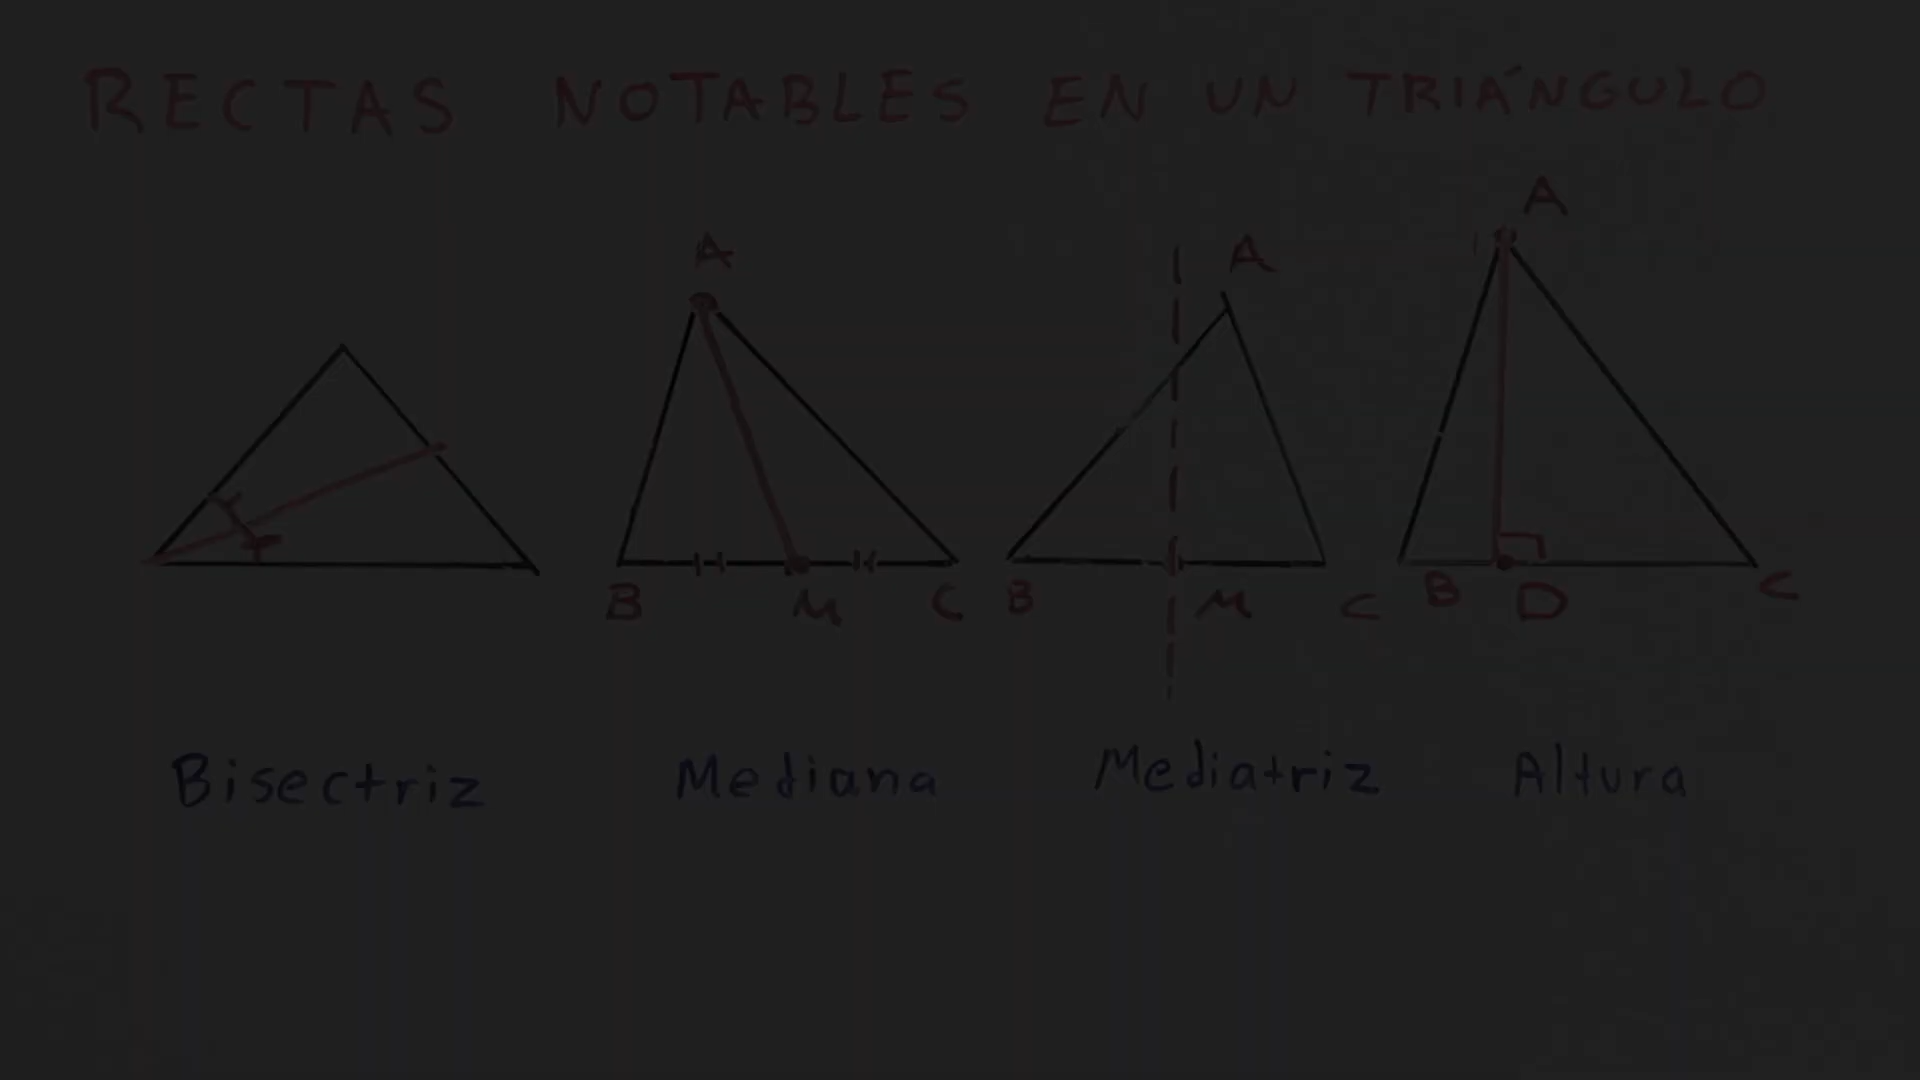 RECTAS NOTABLES EN UN TRIÁNGULO
A
A
A
B M C
B M C
B D C
Bisectriz Mediana Mediatriz Altura